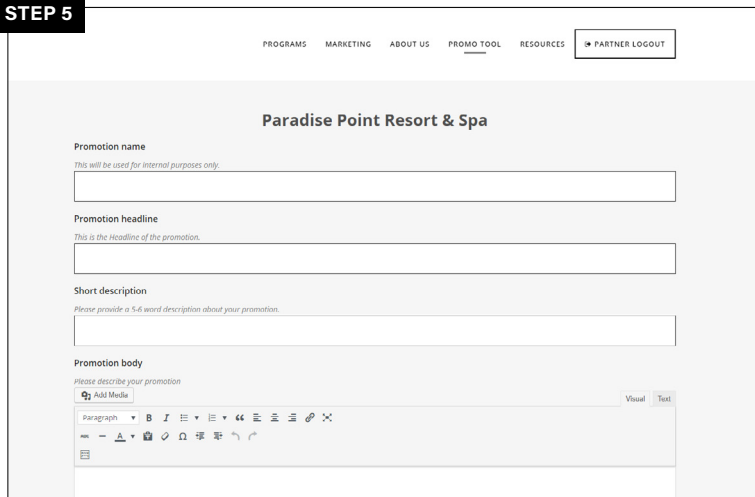 STEP 5
PROGRAMS MARKETING ABOUT US PROMO TOOL RESOURCES PARTNER LOGOUT
Paradise Point Resort & Spa
Promotion name
This will be used for internal purposes only.
Promotion headline
This is the Headline of the promotion.
Short description
Please provide a 5-6 word description about your promotion.
Promotion body
Please describe your promotion
Add Media
Visual Text
Paragraph B I
A Ω